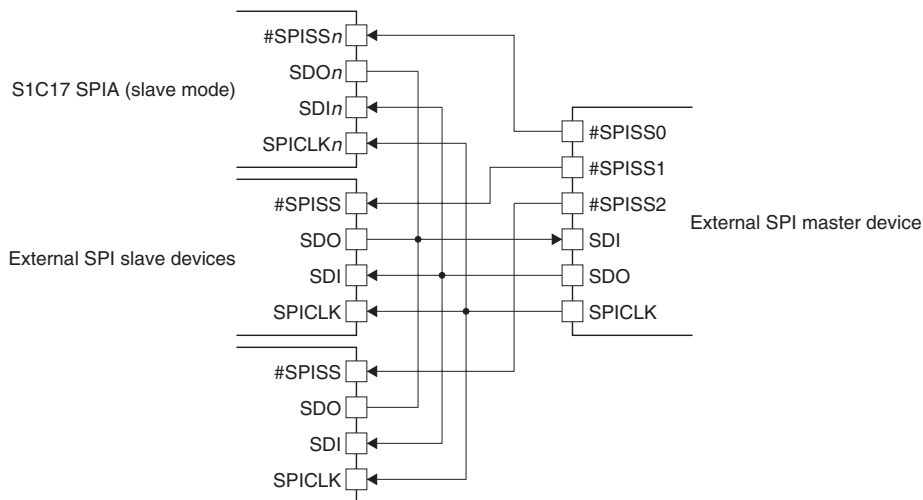 #SPISSn
SDOn
S1C17 SPIA (slave mode)
SDIn
SPICLKn
#SPISS
SDO
External SPI slave devices
SDI
SPICLK
#SPISS
SDO
SDI
SPICLK
#SPISS0
#SPISS1
#SPISS2
External SPI master device
SDI
SDO
SPICLK